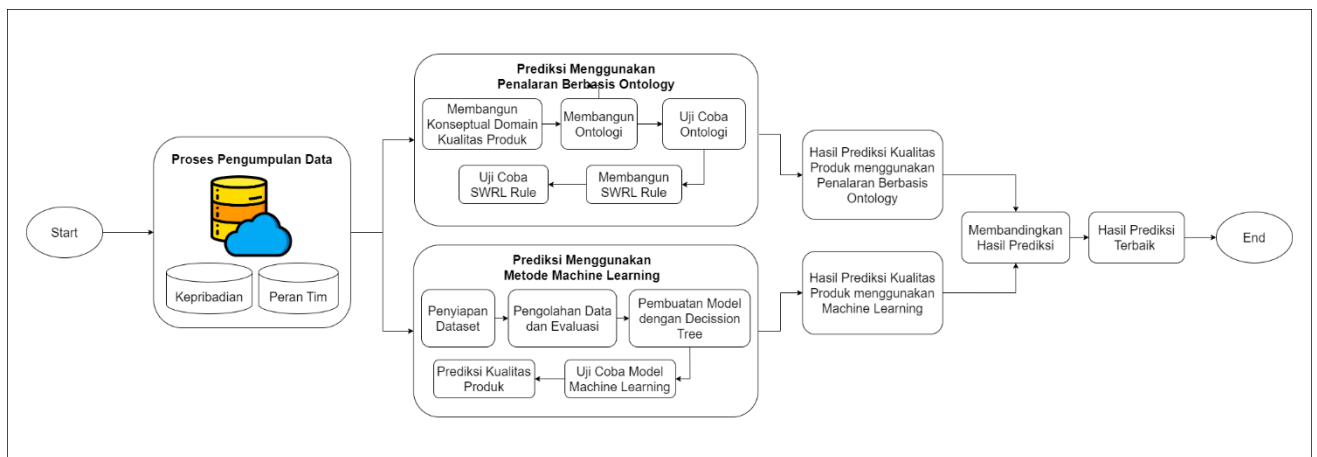 Start
Proses Pengumpulan Data
Kepribadian
Peran Tim
Prediksi Menggunakan
Penalaran Berbasis Ontology
Membangun
Konseptual Domain
Kualitas Produk
Membangun
Ontologi
Uji Coba
Ontologi
Uji Coba
SWRL Rule
Membangun
SWRL Rule
Prediksi Menggunakan
Metode Machine Learning
Penyiapan
Dataset
Pengolahan Data
dan Evaluasi
Pembuatan Model
dengan Decission
Tree
Prediksi Kualitas
Produk
Uji Coba Model
Machine Learning
Hasil Prediksi Kualitas
Produk menggunakan
Penalaran Berbasis
Ontology
Hasil Prediksi Kualitas
Produk menggunakan
Machine Learning
Membandingkan
Hasil Prediksi
Hasil Prediksi
Terbaik
End